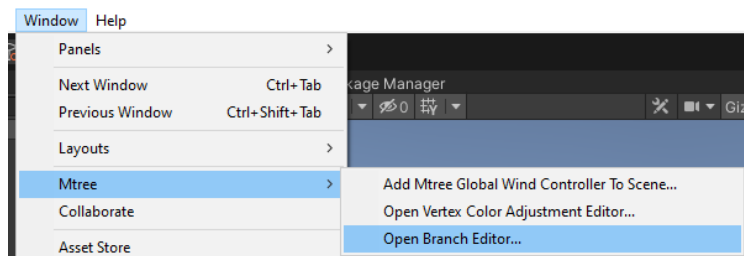 Window Help
Panels >
Next Window Ctrl+Tab
kage Manager
Previous Window Ctrl+Shift+Tab
0
Giz
Layouts >
Mtree >
Add Mtree Global Wind Controller To Scene...
Collaborate
Open Vertex Color Adjustment Editor...
Open Branch Editor...
Asset Store